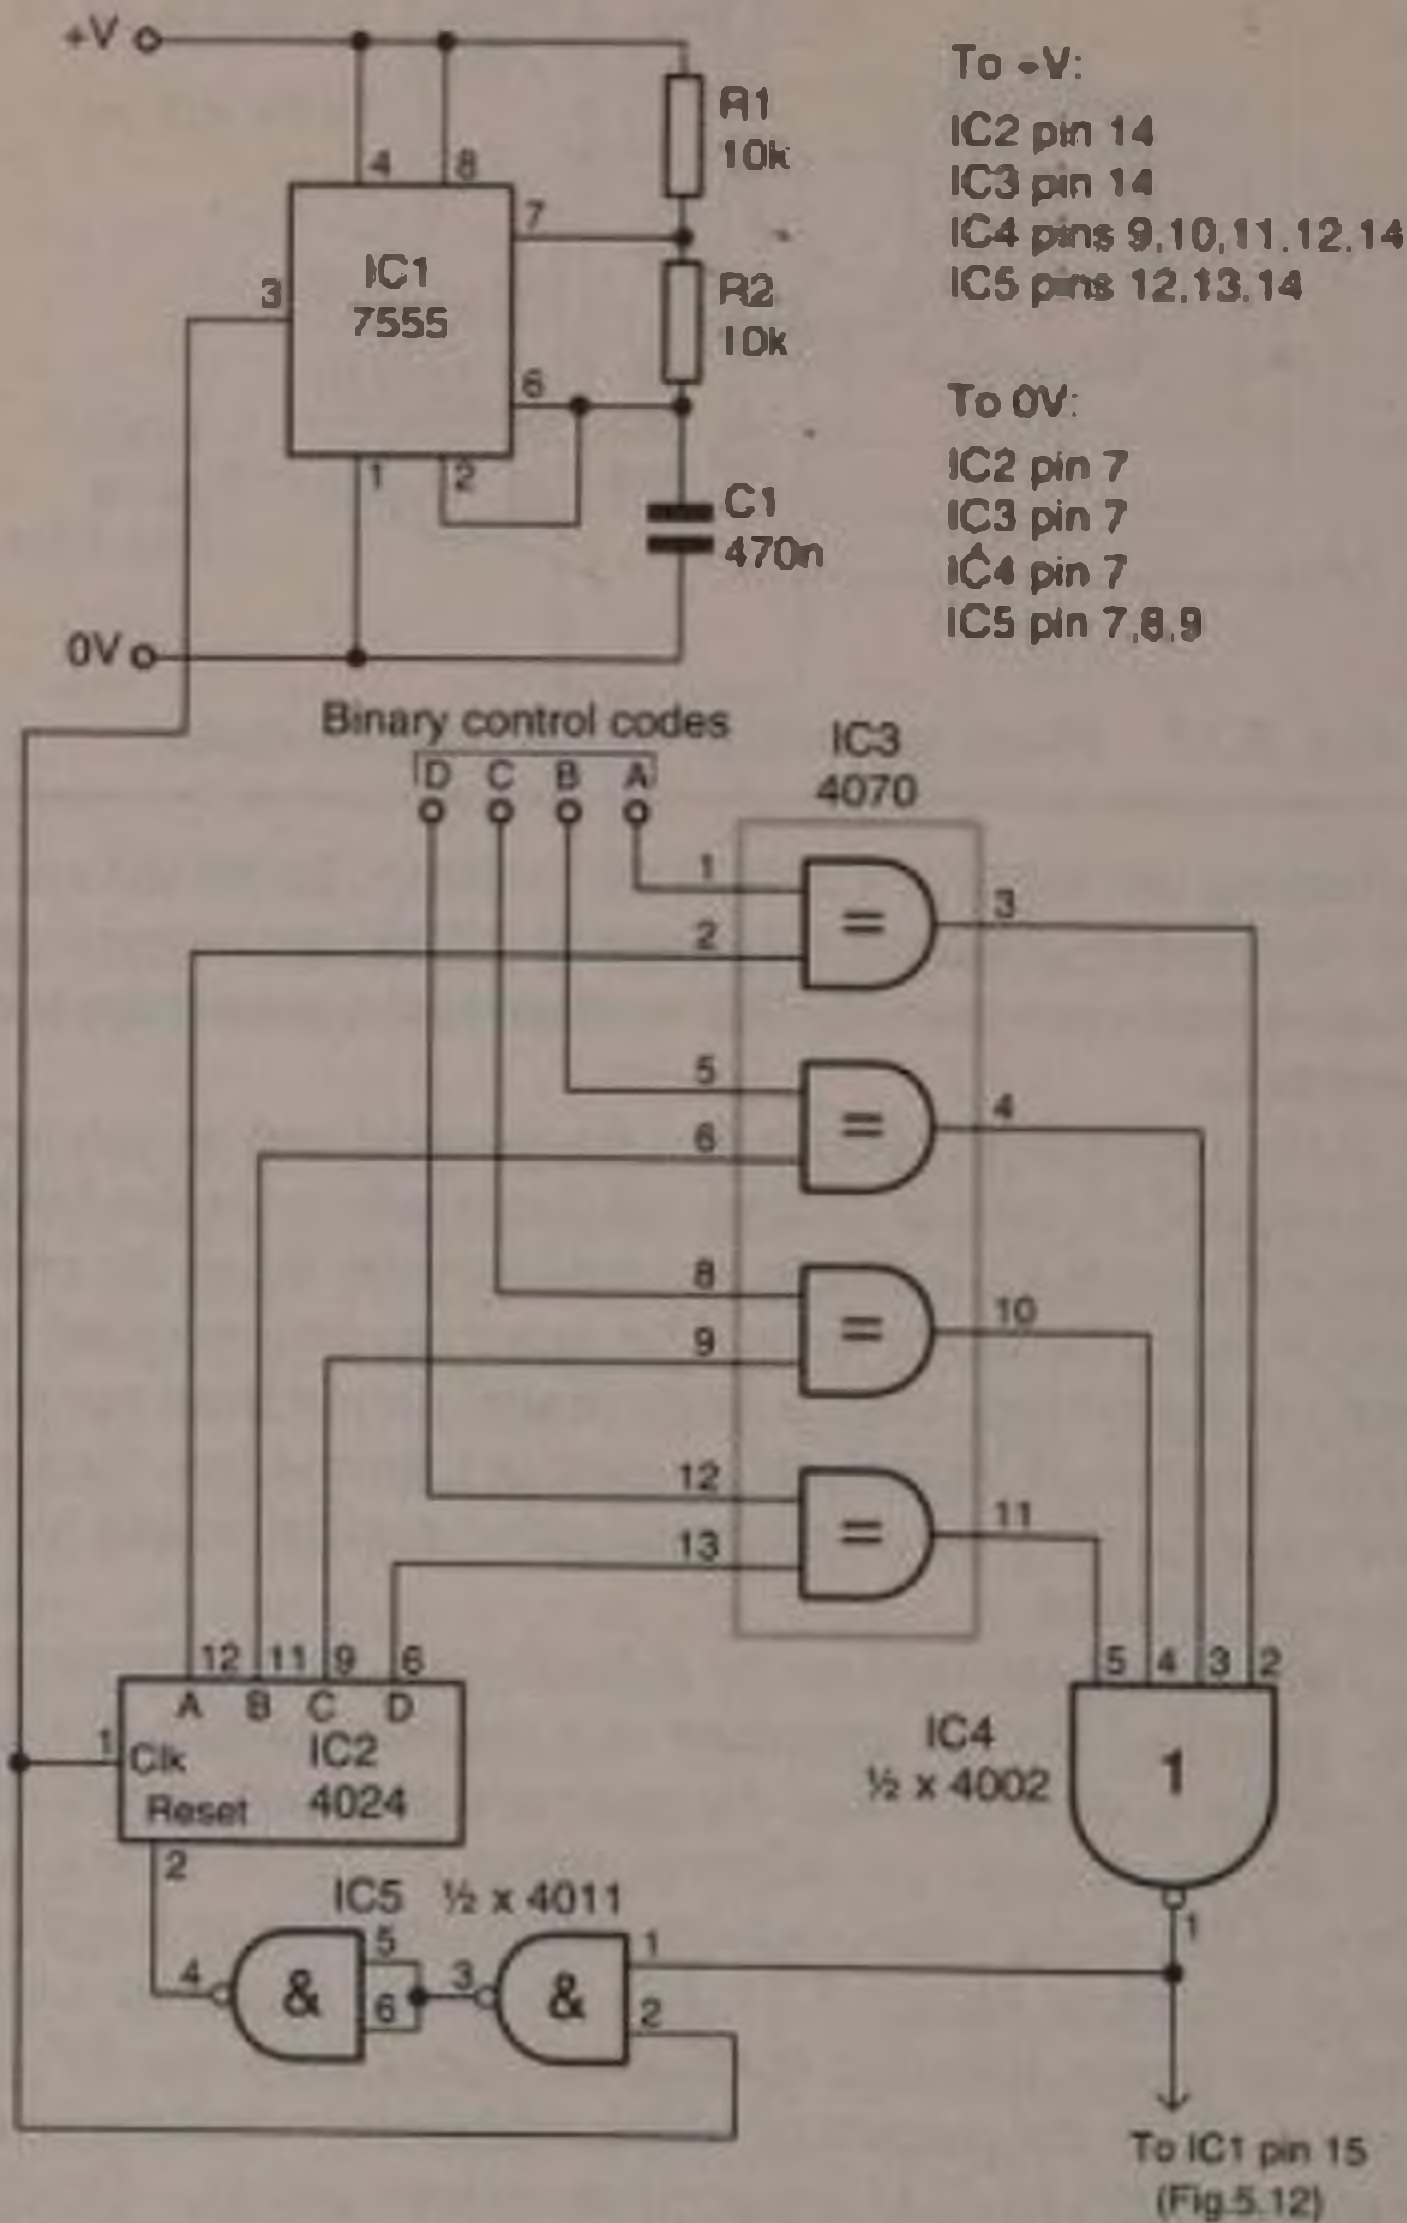 +V
To -V:
R1
10k
IC2 pin 14
IC3 pin 14
IC4 pins 9,10,11.12,14
IC5 pins 12.13.14
4
8
7
IC1
7555
3
R2
10k
6
To 0V:
IC2 pin 7
IC3 pin 7
IC4 pin 7
IC5 pin 7,8,9
1
2
C1
470n
0V
Binary control codes
D C B A
IC3
4070
1
=
3
2
5
=
4
6
8
=
10
9
12
=
11
13
12 11 9 6
A B C D
5 4 3 2
1
Clk
IC2
4024
Reset
IC4
½ x 4002
1
2
IC5 ½ x 4011
1
5
&
4
6
3
&
1
2
To IC1 pin 15
(Fig.5.12)